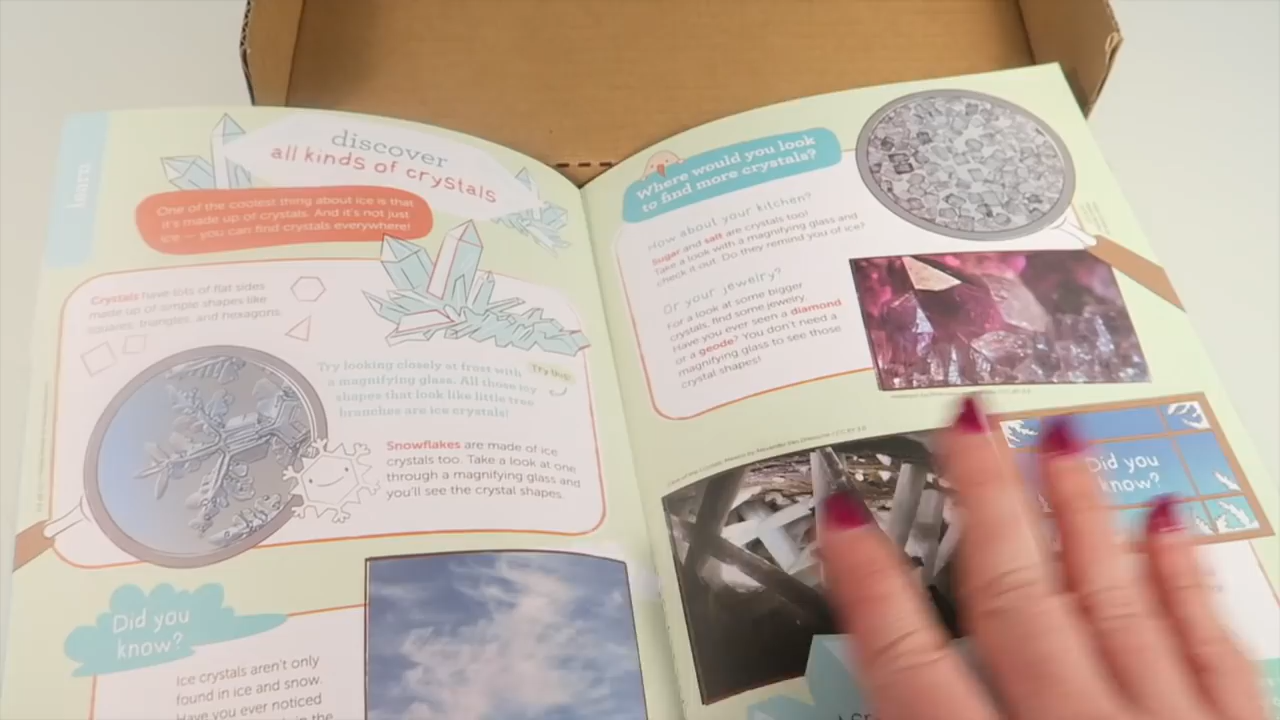 learn
discover
all kinds of crystals
One of the coolest thing about ice is that
it's made up of crystals. And it's not just
ice — you can find crystals everywhere!
Crystals have lots of flat sides
made up of simple shapes like
squares, triangles, and hexagons.
Try looking closely at frost with
a magnifying glass. All those icy
shapes that look like little tree
branches are ice crystals!
Try this!
Snowflakes are made of ice
crystals too. Take a look at one
through a magnifying glass and
you'll see the crystal shapes.
Did you
know?
Ice crystals aren't only
found in ice and snow.
Have you ever noticed
Where would you look
to find more crystals?
How about your kitchen?
Sugar and salt are crystals too!
Take a look with a magnifying glass and
check it out. Do they remind you of ice?
Or your jewelry?
For a look at some bigger
crystals, find some jewelry.
Have you ever seen a diamond
or a geode? You don't need a
magnifying glass to see those
crystal shapes!
Did you
know?